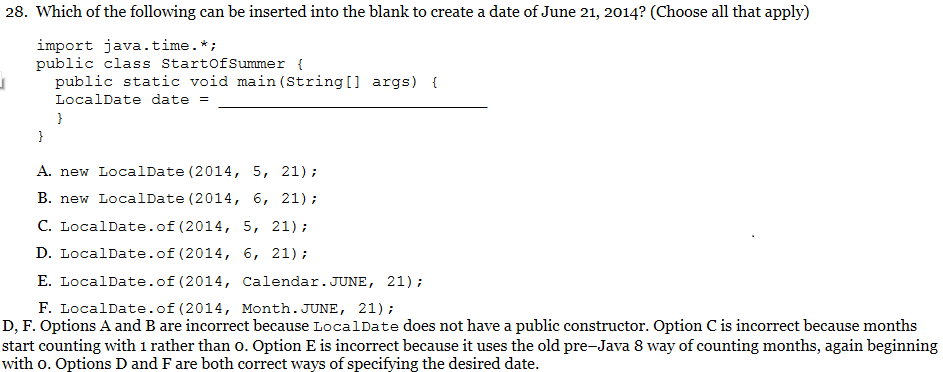 28. Which of the following can be inserted into the blank to create a date of June 21, 2014? (Choose all that apply)
import java.time.*;
public class StartOfSummer {
public static void main(String[] args) {
LocalDate date = ____________________________
}
}
A. new LocalDate(2014, 5, 21);
B. new LocalDate(2014, 6, 21);
C. LocalDate.of(2014, 5, 21);
D. LocalDate.of(2014, 6, 21);
E. LocalDate.of(2014, Calendar.JUNE, 21);
F. LocalDate.of(2014, Month.JUNE, 21);
D, F. Options A and B are incorrect because LocalDate does not have a public constructor. Option C is incorrect because months
start counting with 1 rather than 0. Option E is incorrect because it uses the old pre–Java 8 way of counting months, again beginning
with 0. Options D and F are both correct ways of specifying the desired date.